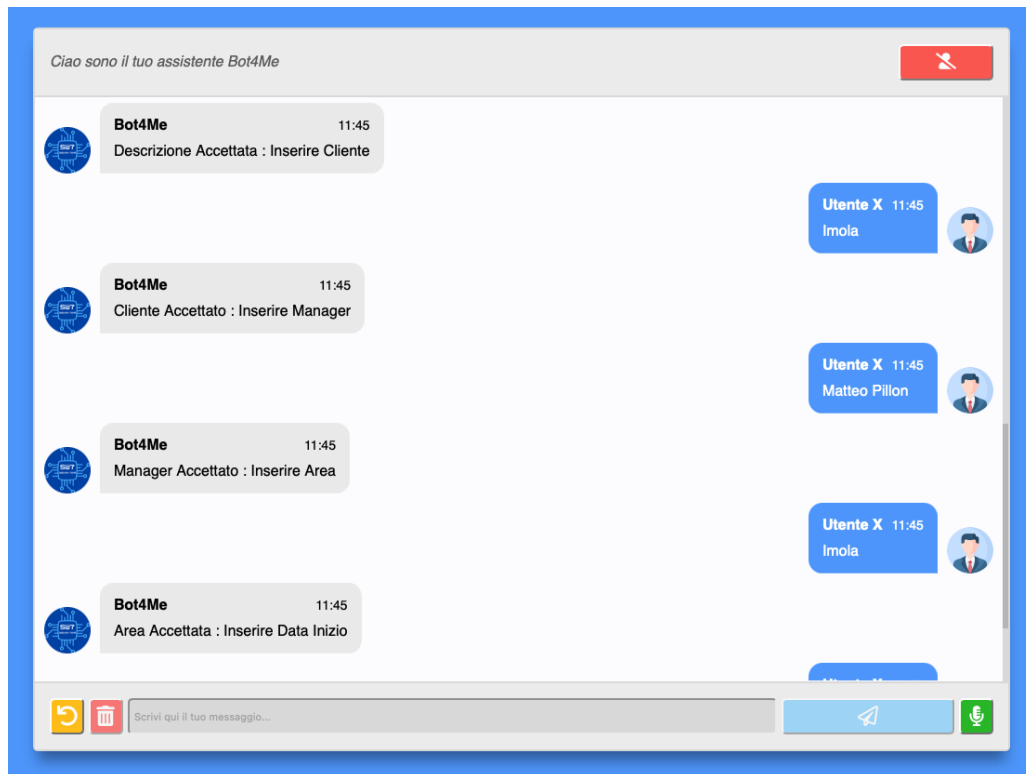 Ciao sono il tuo assistente Bot4Me
Bot4Me 11:45
Descrizione Accettata : Inserire Cliente
Utente X 11:45
Imola
Bot4Me 11:45
Cliente Accettato : Inserire Manager
Utente X 11:45
Matteo Pillon
Bot4Me 11:45
Manager Accettato : Inserire Area
Utente X 11:45
Imola
Bot4Me 11:45
Area Accettata : Inserire Data Inizio
Scrivi qui il tuo messaggio...